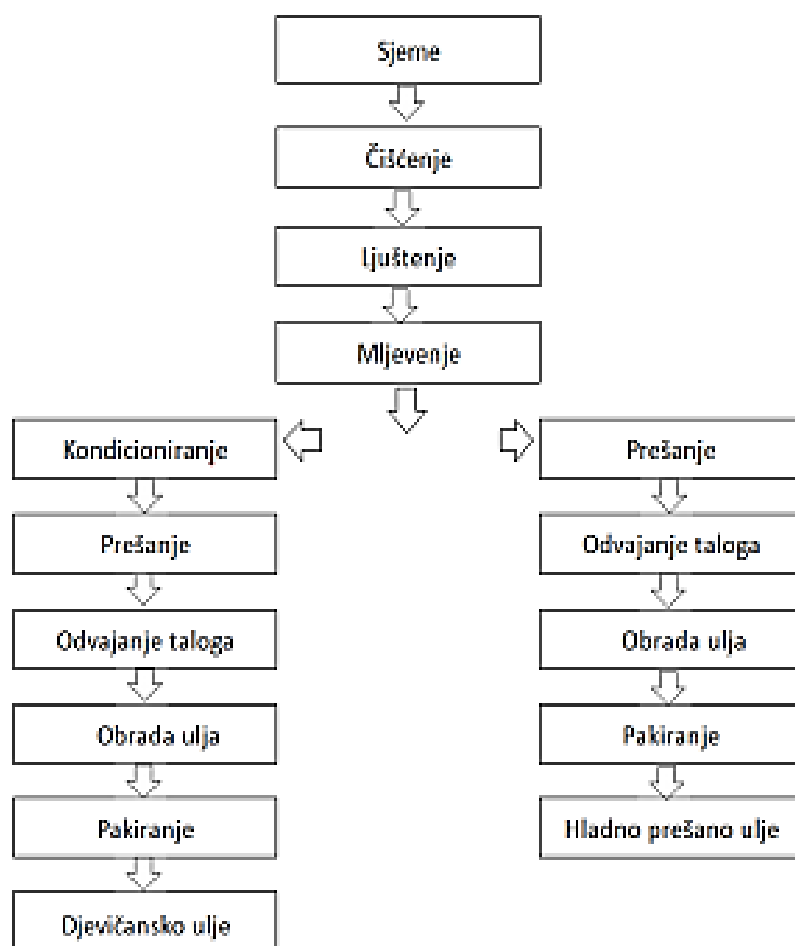 Sjeme
Čišćenje
Ljuštenje
Mljevenje
Kondicioniranje
Prešanje
Odvajanje taloga
Obrada ulja
Pakiranje
Djevičansko ulje
Prešanje
Odvajanje taloga
Obrada ulja
Pakiranje
Hladno prešano ulje